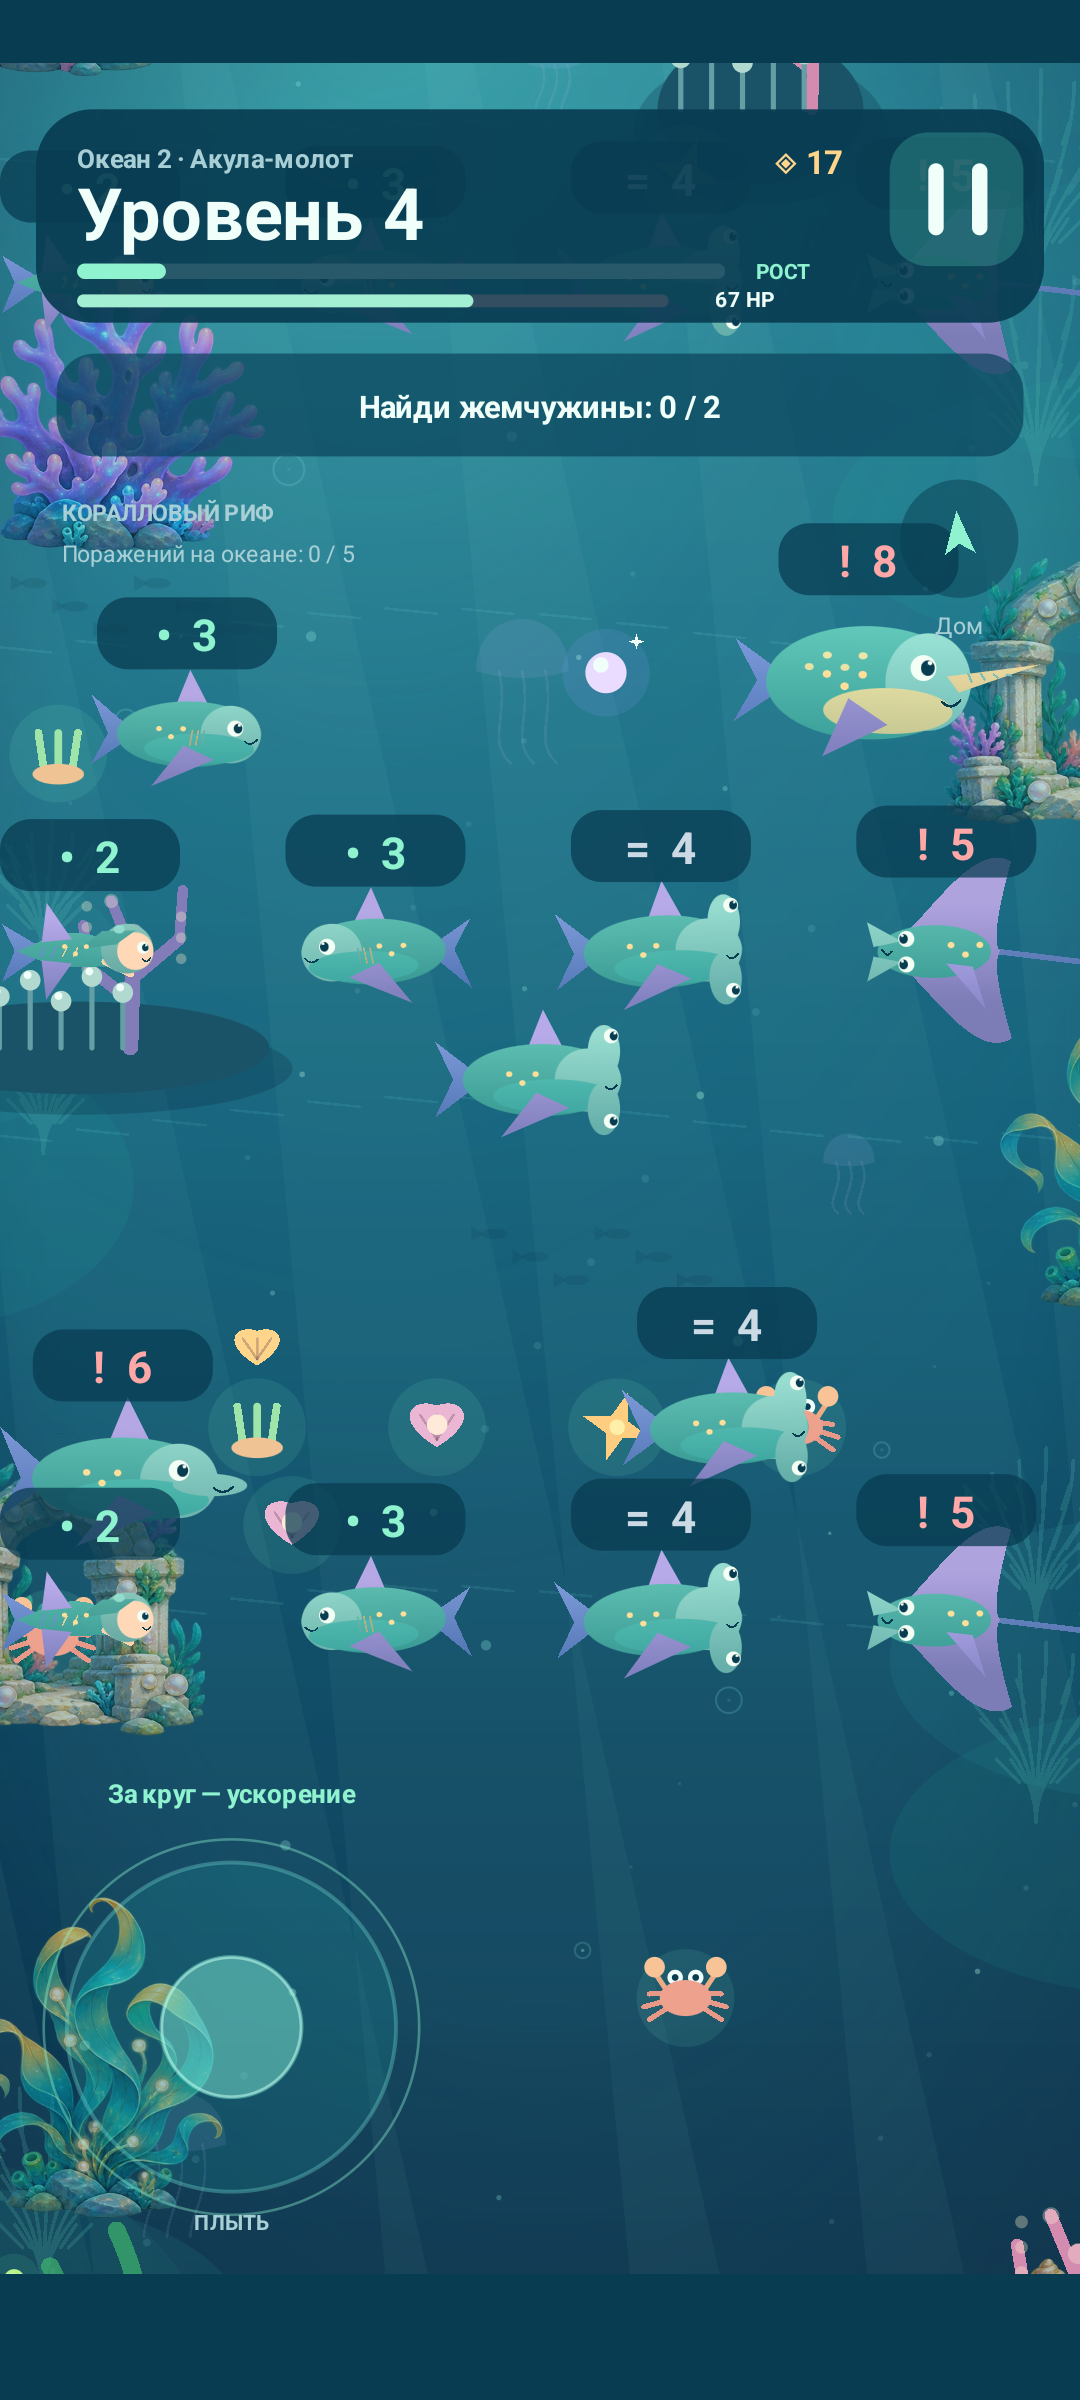 Океан 2 · Акула-молот
17
Уровень 4
РОСТ
67 HP
Найди жемчужины: 0 / 2
КОРАЛЛОВЫЙ РИФ
Поражений на океане: 0 / 5
! 8
Дом
• 3
• 2
• 3
= 4
! 5
= 4
! 6
• 2
• 3
= 4
! 5
За круг — ускорение
ПЛЫТЬ